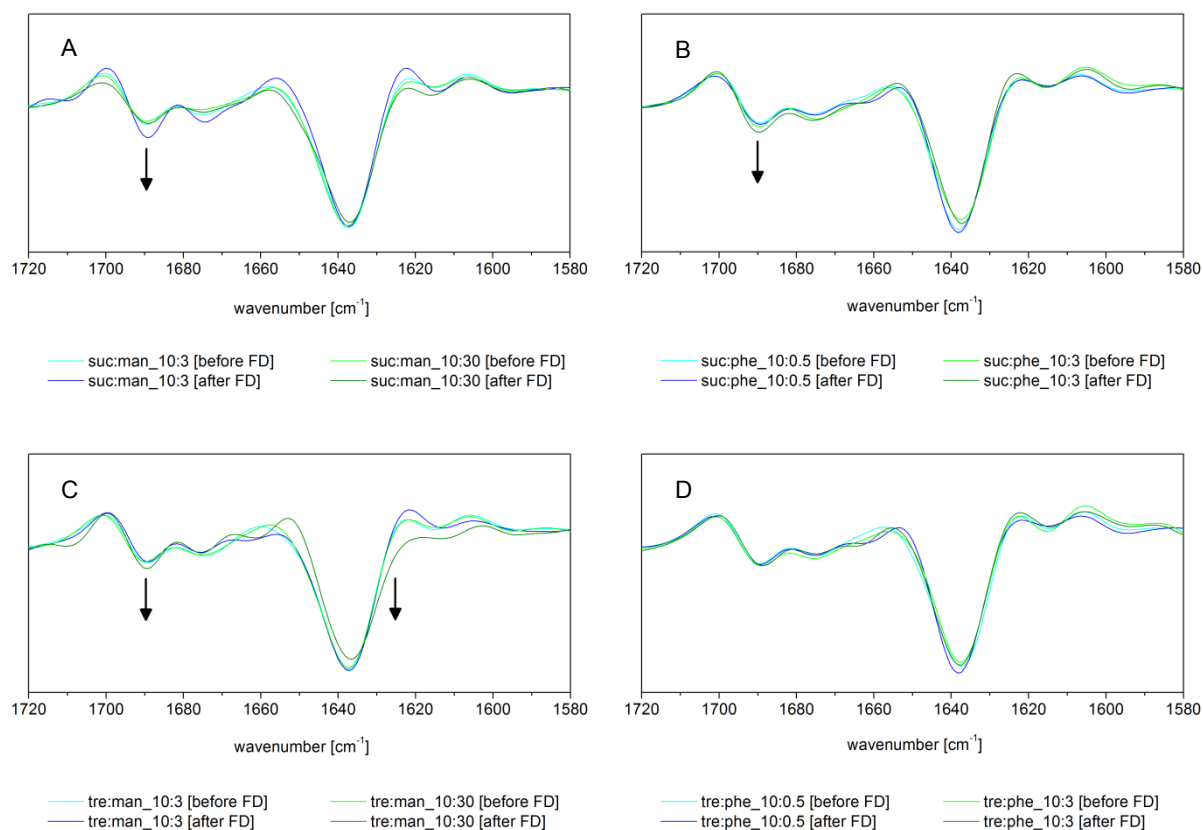 A
B
1720 1700 1680 1660 1640 1620 1600 1580
1720 1700 1680 1660 1640 1620 1600 1580
wavenumber [cm⁻¹]
wavenumber [cm⁻¹]
suc:man_10:3 [before FD] suc:man_10:30 [before FD]
suc:man_10:3 [after FD] suc:man_10:30 [after FD]
suc:phe_10:0.5 [before FD] suc:phe_10:3 [before FD]
suc:phe_10:0.5 [after FD] suc:phe_10:3 [after FD]
C
D
1720 1700 1680 1660 1640 1620 1600 1580
1720 1700 1680 1660 1640 1620 1600 1580
wavenumber [cm⁻¹]
wavenumber [cm⁻¹]
tre:man_10:3 [before FD] tre:man_10:30 [before FD]
tre:man_10:3 [after FD] tre:man_10:30 [after FD]
tre:phe_10:0.5 [before FD] tre:phe_10:3 [before FD]
tre:phe_10:0.5 [after FD] tre:phe_10:3 [after FD]